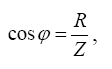 cos φ = R/Z ,